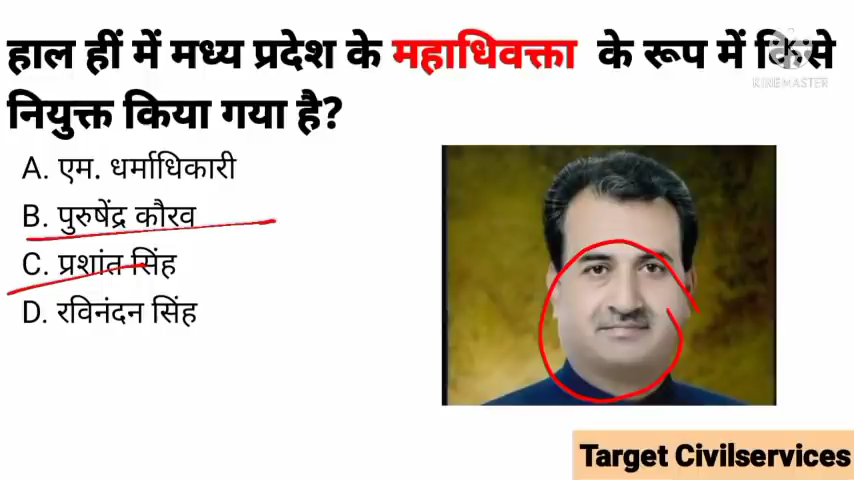 हाल हीं में मध्य प्रदेश के महाधिवक्ता के रूप में किसे
KINEMASTER
नियुक्त किया गया है?
A. एम. धर्माधिकारी
B. पुरुषेंद्र कौरव
C. प्रशांत सिंह
D. रविनंदन सिंह
Target Civilservices